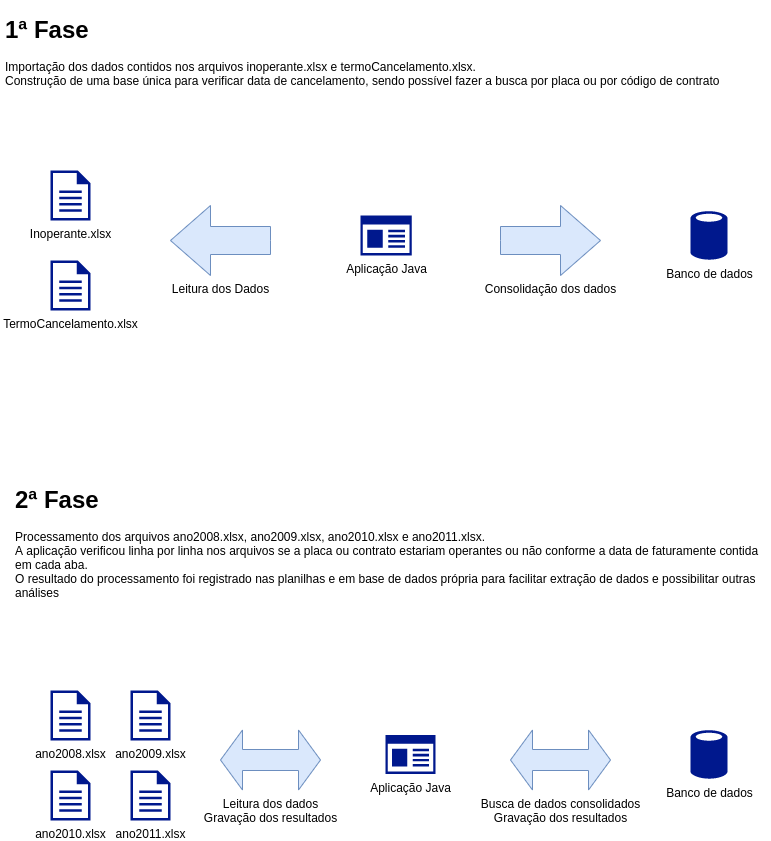 1ª Fase
Importação dos dados contidos nos arquivos inoperante.xlsx e termoCancelamento.xlsx.
Construção de uma base única para verificar data de cancelamento, sendo possível fazer a busca por placa ou por código de contrato
Inoperante.xlsx
TermoCancelamento.xlsx
Leitura dos Dados
Aplicação Java
Consolidação dos dados
Banco de dados
2ª Fase
Processamento dos arquivos ano2008.xlsx, ano2009.xlsx, ano2010.xlsx e ano2011.xlsx.
A aplicação verificou linha por linha nos arquivos se a placa ou contrato estariam operantes ou não conforme a data de faturamente contida
em cada aba.
O resultado do processamento foi registrado nas planilhas e em base de dados própria para facilitar extração de dados e possibilitar outras
análises
ano2008.xlsx
ano2009.xlsx
ano2010.xlsx
ano2011.xlsx
Leitura dos dados
Gravação dos resultados
Aplicação Java
Busca de dados consolidados
Gravação dos resultados
Banco de dados